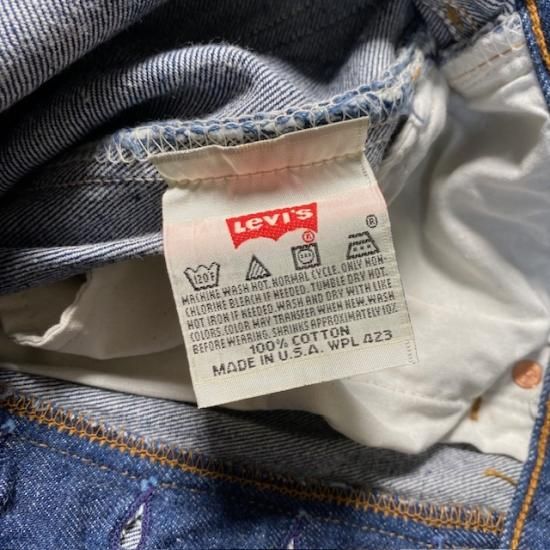 Levi's
®
®
120
MACHINE WASH HOT. NORMAL CYCLE. ONLY NON-
CHLORINE BLEACH IF NEEDED. TUMBLE DRY HOT.
HOT IRON IF NEEDED. WASH AND DRY WITH LIKE
COLORS. COLOR MAY TRANSFER WHEN NEW. WASH
BEFORE WEARING. SHRINKS APPROXIMATELY 10%
100% COTTON
MADE IN U.S.A. WPL 423